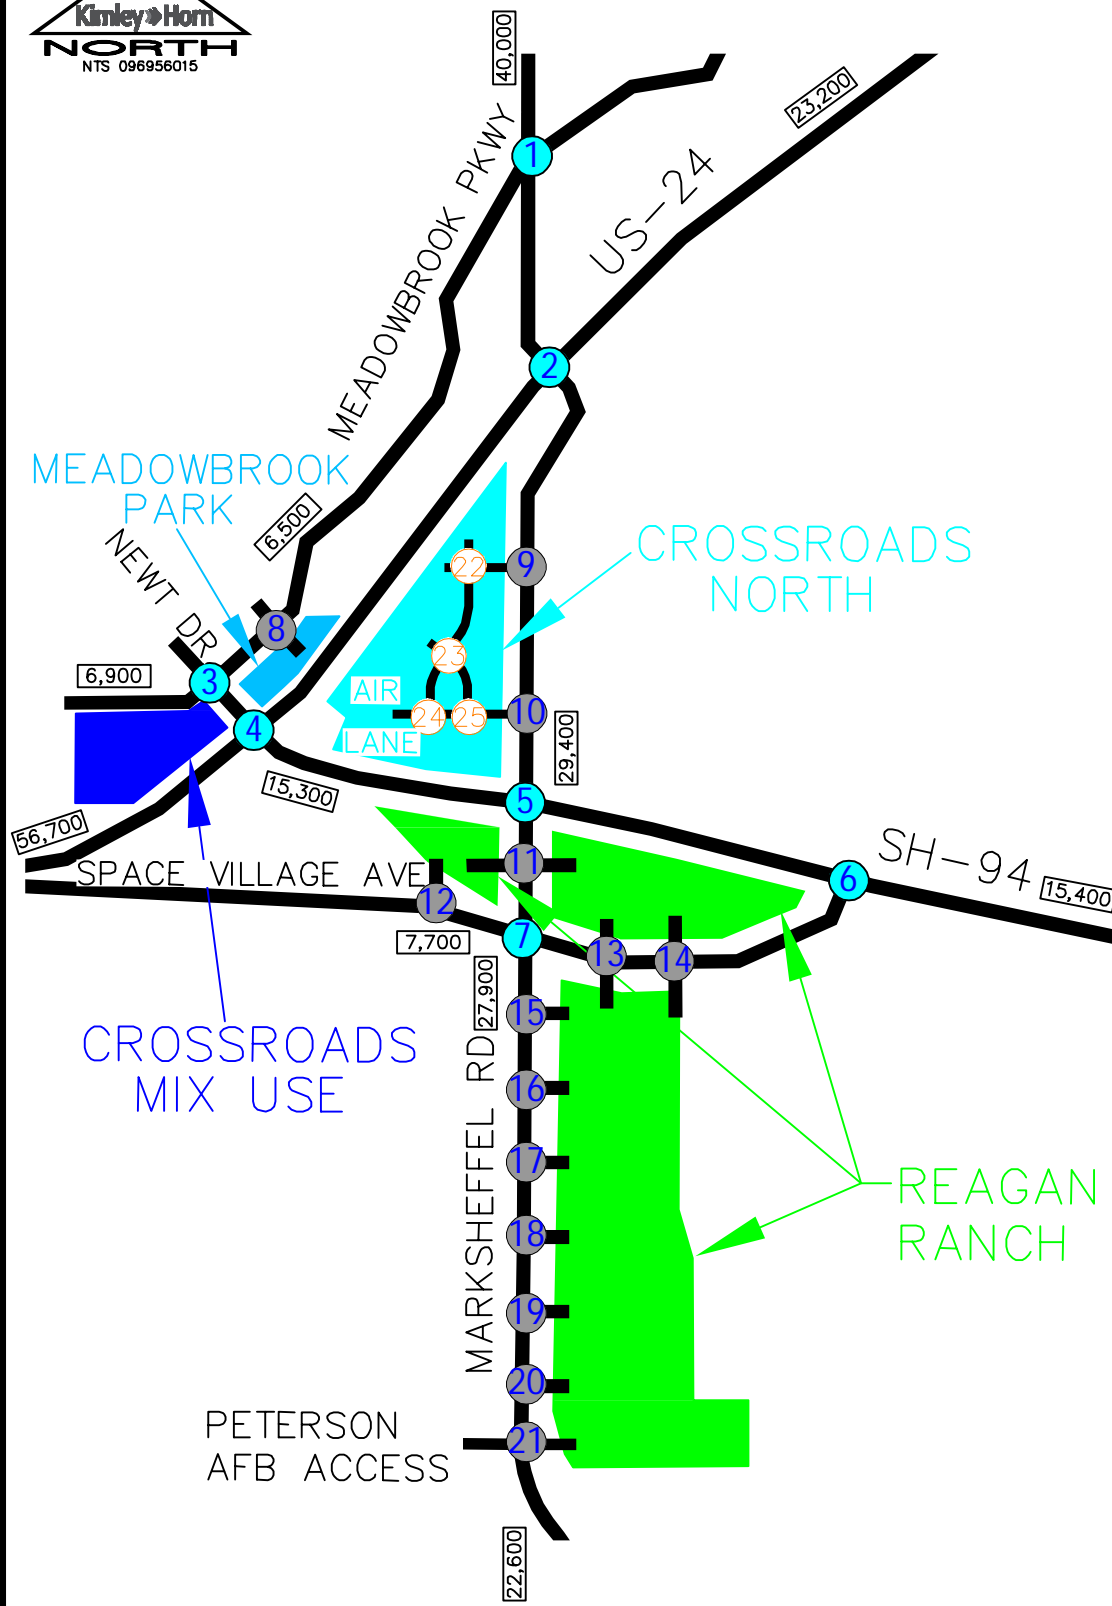 Kimley»Horn
NORTH
NTS 096956015
40,000
23,200
1
MEADOWBROOK PKWY
US-24
2
MEADOWBROOK
PARK
6,500
NEWT DR
CROSSROADS
NORTH
22
9
8
23
6,900
3
AIR
24
25
10
4
LANE
29,400
15,300
5
56,700
SPACE VILLAGE AVE
11
SH-94
6
15,400
12
7,700
7
13
14
27,900
15
CROSSROADS
MIX USE
MARKSHEFFEL RD
16
17
REAGAN
RANCH
18
19
20
PETERSON
AFB ACCESS
21
22,600